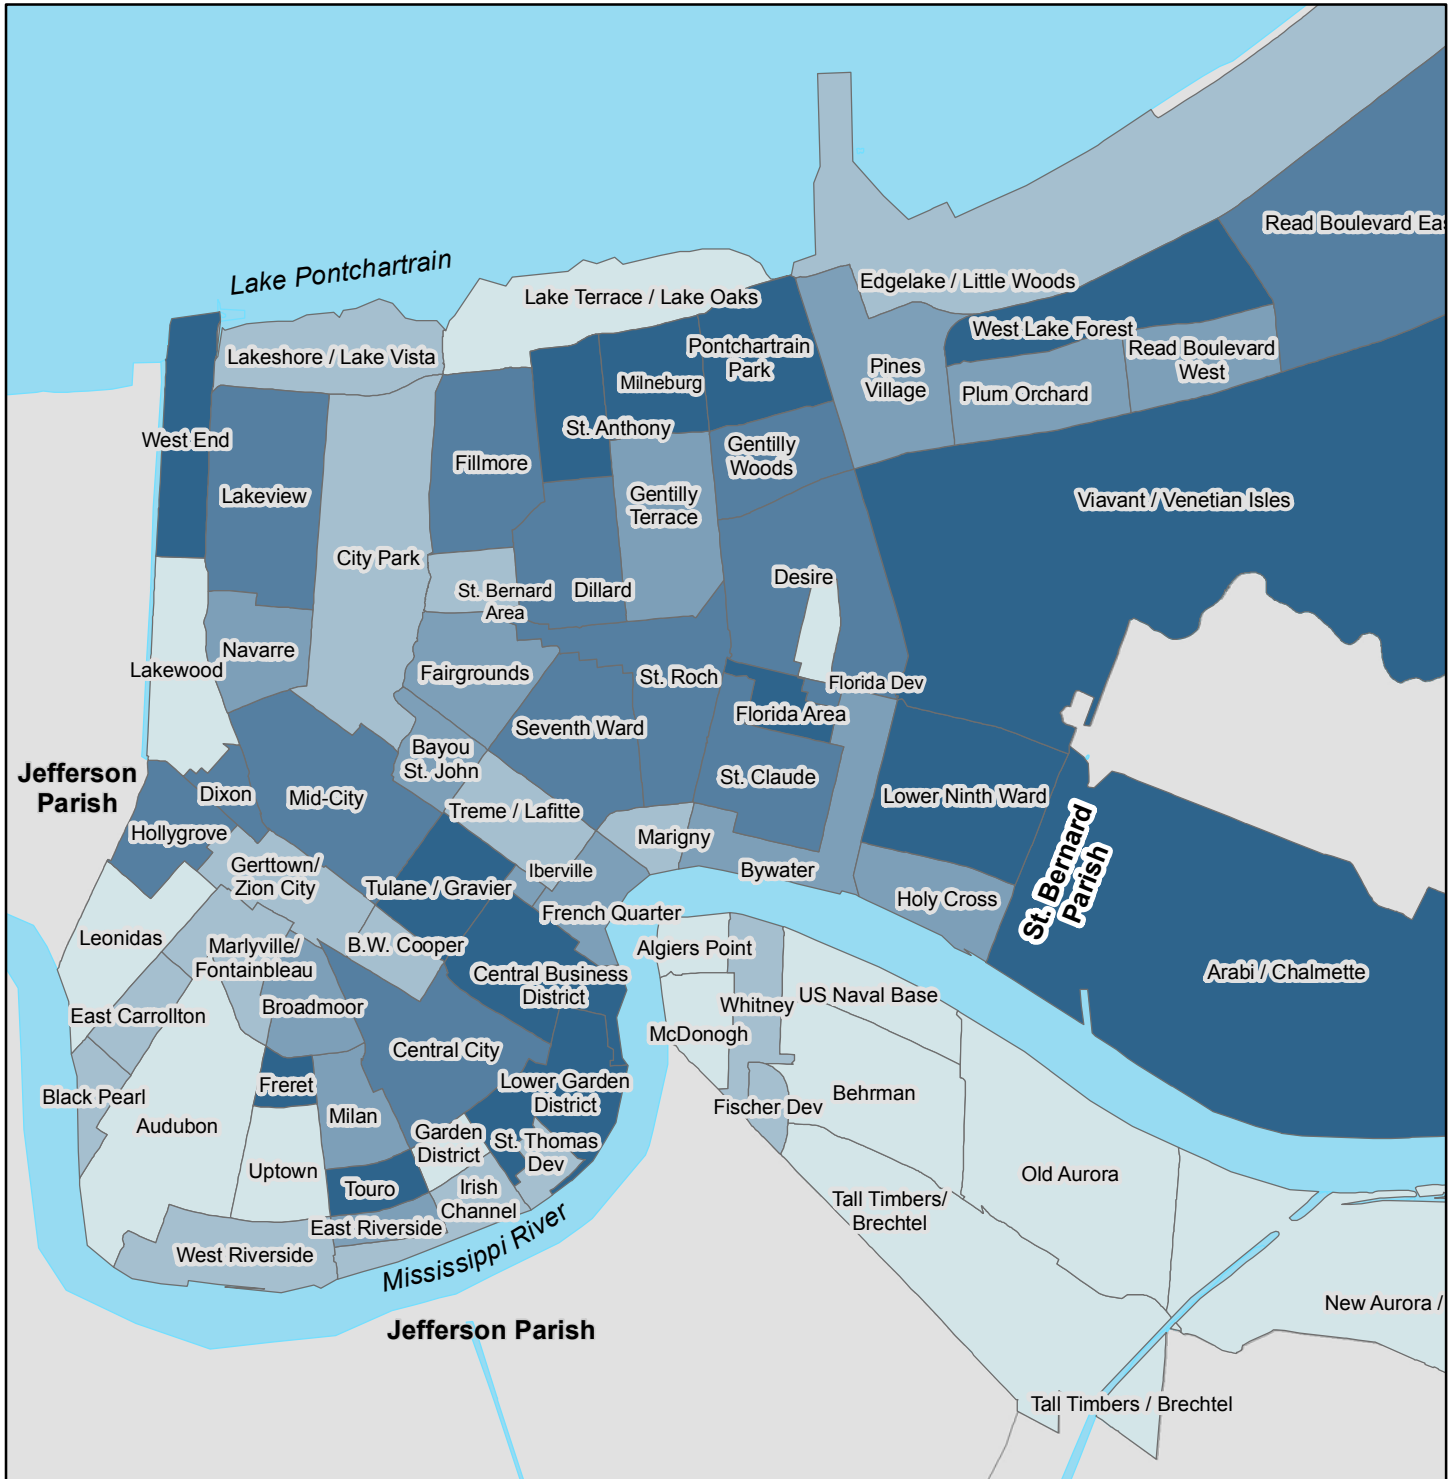 Read Boulevard Eas
Lake Pontchartrain
Edgelake / Little Woods
Lake Terrace / Lake Oaks
West Lake Forest
Lakeshore / Lake Vista
Pontchartrain
Park
Read Boulevard
West
Pines
Village
Milneburg
Plum Orchard
St. Anthony
West End
Gentilly
Woods
Fillmore
Lakeview
Gentilly
Terrace
Viavant / Venetian Isles
City Park
Desire
St. Bernard
Area
Dillard
Navarre
Lakewood
Fairgrounds
St. Roch
Florida Dev
Florida Area
Seventh Ward
Bayou
St. John
Jefferson
Parish
St. Claude
Dixon
Mid-City
Lower Ninth Ward
Treme / Lafitte
Hollygrove
Marigny
Gerttown/
Zion City
Iberville
Bywater
Tulane / Gravier
Holy Cross
St. Bernard
Parish
French Quarter
Leonidas
Marlyville/
Fontainbleau
B.W. Cooper
Algiers Point
Central Business
District
Arabi / Chalmette
US Naval Base
Whitney
Broadmoor
East Carrollton
McDonogh
Central City
Lower Garden
District
Freret
Black Pearl
Behrman
Fischer Dev
Milan
Audubon
Garden
District
St. Thomas
Dev
Uptown
Old Aurora
Touro
Irish
Channel
Tall Timbers/
Brechtel
East Riverside
West Riverside
Mississippi River
New Aurora /
Jefferson Parish
Tall Timbers / Brechtel